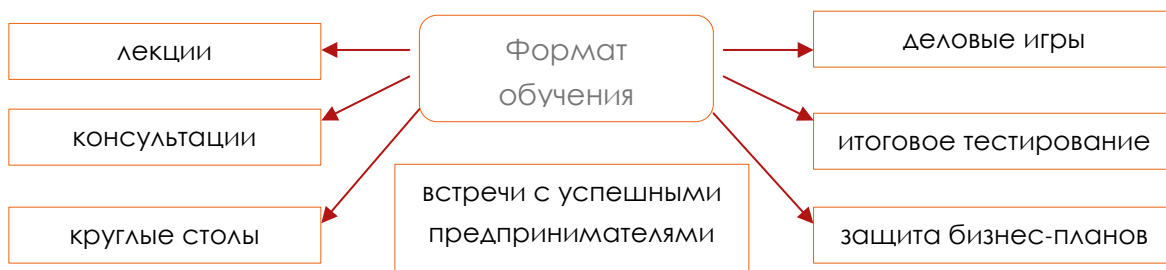 Формат
обучения
лекции
консультации
круглые столы
встречи с успешными
предпринимателями
деловые игры
итоговое тестирование
защита бизнес-планов